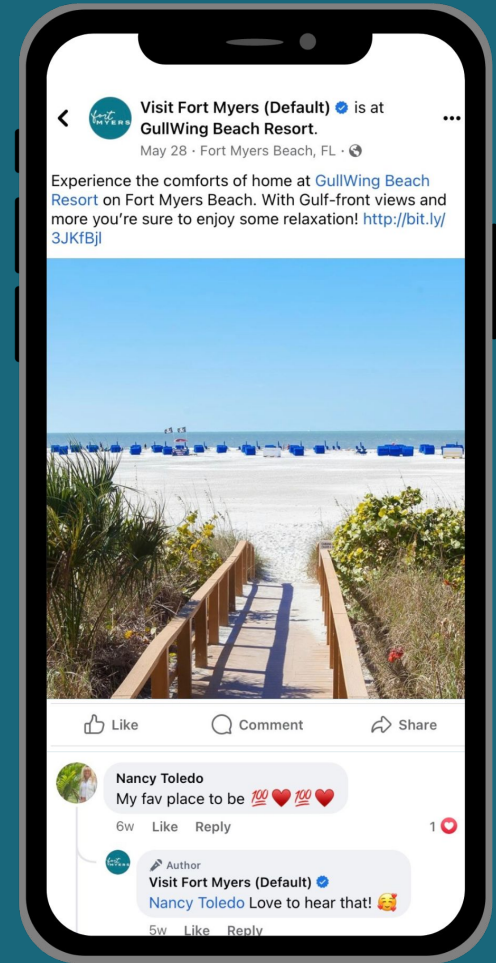 fort
MYERS
Visit Fort Myers (Default) is at
GullWing Beach Resort.
May 28 · Fort Myers Beach, FL ·
Experience the comforts of home at GullWing Beach
Resort on Fort Myers Beach. With Gulf-front views and
more you’re sure to enjoy some relaxation! http://bit.ly/
3JKfBjl
Like
Comment
Share
Nancy Toledo
My fav place to be 💯❤️💯❤️
6w Like Reply
1
Author
Visit Fort Myers (Default)
Nancy Toledo Love to hear that! 🥰
5w Like Reply